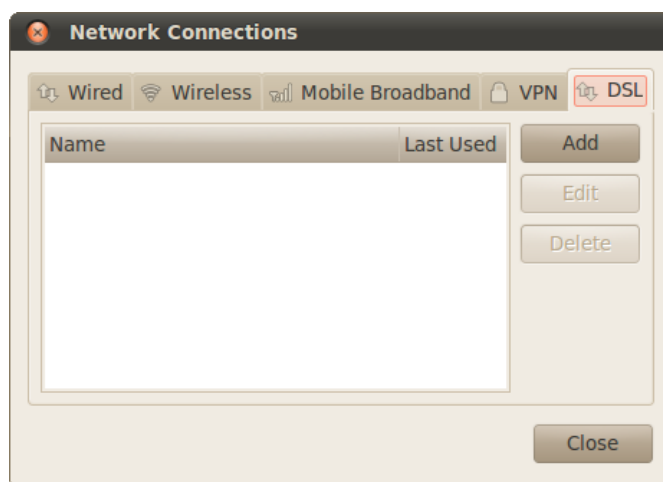 Network Connections
Wired Wireless Mobile Broadband VPN DSL
Name Last Used
Add
Edit
Delete
Close